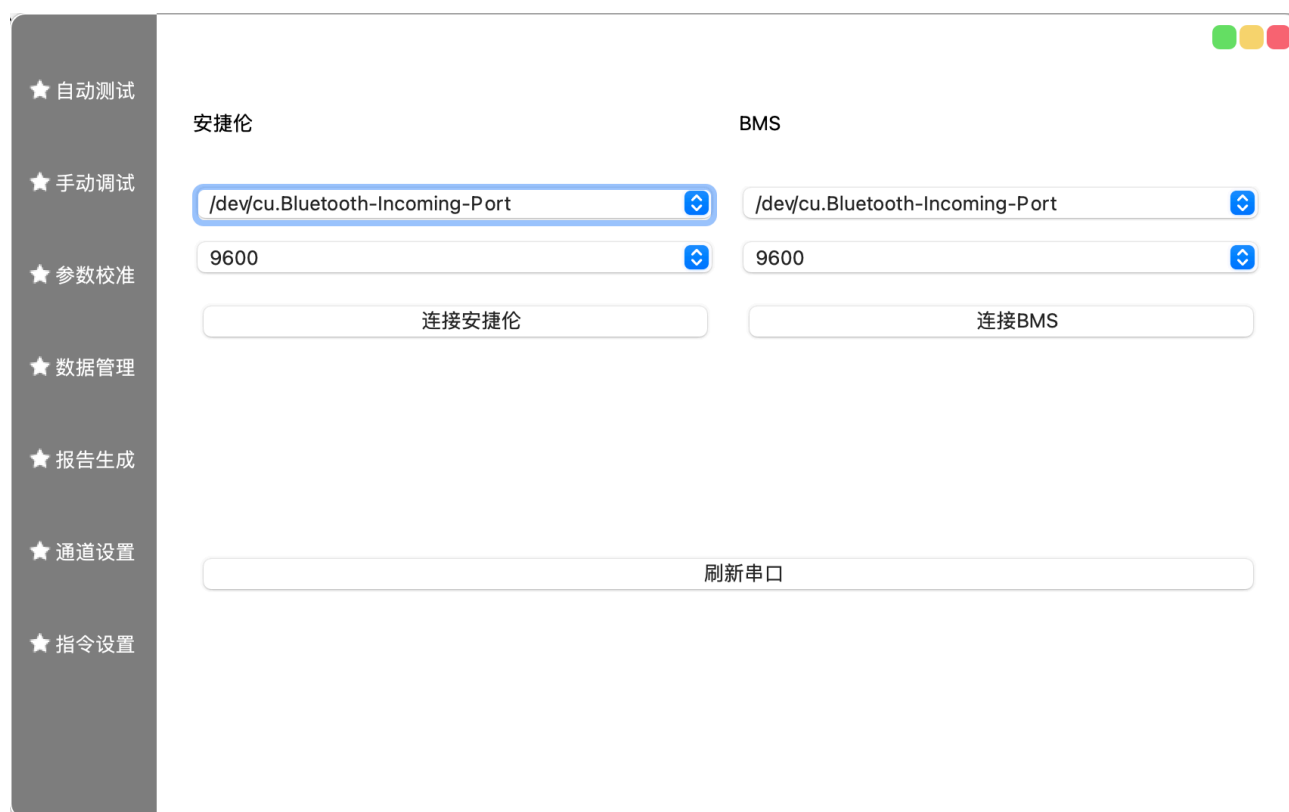 自动测试
手动调试
参数校准
数据管理
报告生成
通道设置
指令设置
安捷伦
BMS
/dev/cu.Bluetooth-Incoming-Port
/dev/cu.Bluetooth-Incoming-Port
9600
9600
连接安捷伦
连接BMS
刷新串口